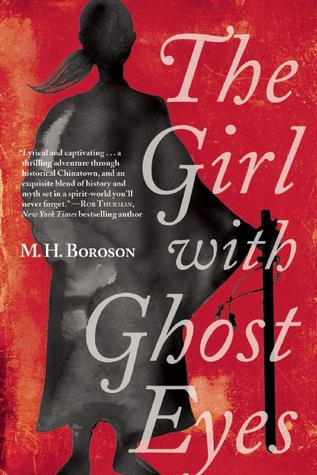 The
Girl
with
Ghost
Eyes
"Lyrical and captivating . . . a
thrilling adventure through
historical Chinatown, and an
exquisite blend of history and
myth set in a spirit-world you'll
never forget." —Rob Thurman,
New York Times bestselling author
M. H. Boroson